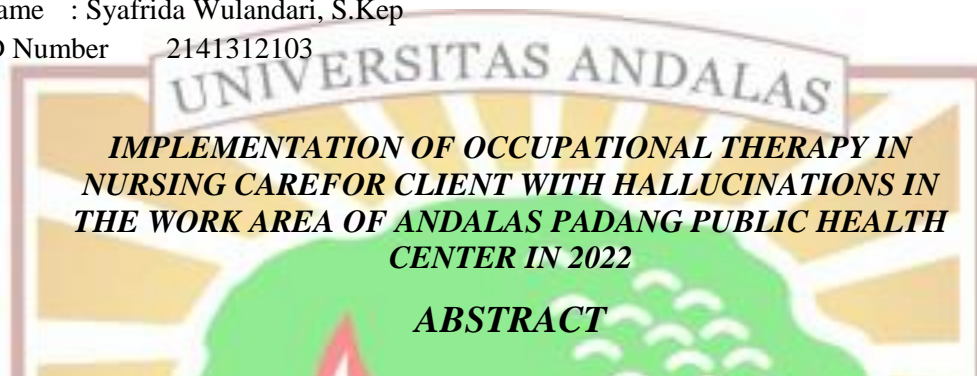 ame : Syafrida Wulandari, S.Kep
D Number 2141312103
UNIVERSITAS ANDALAS
IMPLEMENTATION OF OCCUPATIONAL THERAPY IN
NURSING CAREFOR CLIENT WITH HALLUCINATIONS IN
THE WORK AREA OF ANDALAS PADANG PUBLIC HEALTH
CENTER IN 2022
ABSTRACT